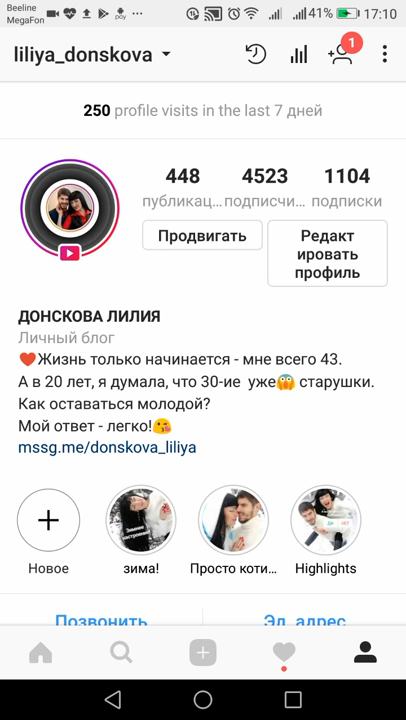 Beeline
MegaFon
41%
17:10
liliya_donskova
1
250 profile visits in the last 7 дней
448 4523 1104
публикац... подписчи... подписки
Продвигать
Редакт
ировать
профиль
ДОНСКОВА ЛИЛИЯ
Личный блог
❤️Жизнь только начинается - мне всего 43.
А в 20 лет, я думала, что 30-ие уже😱 старушки.
Как оставаться молодой?
Мой ответ - легко!😘
mssg.me/donskova_liliya
Новое зима! Просто коти... Highlights
Позвонить Эл. адрес